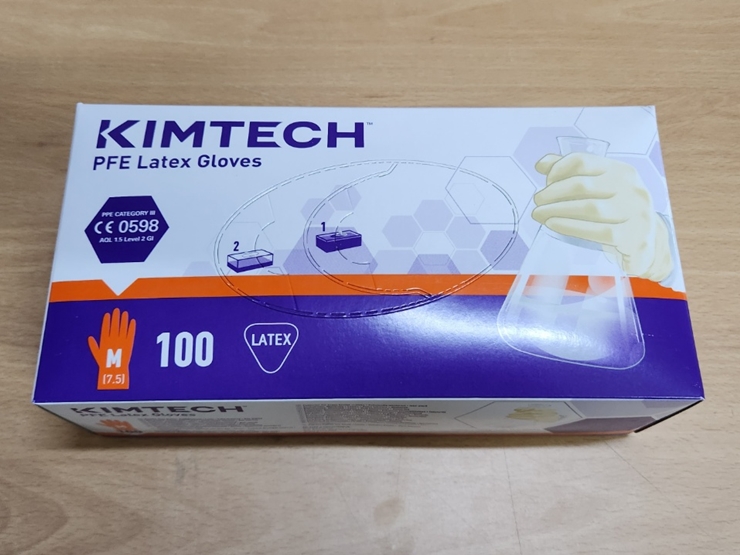 KIMTECH™
PFE Latex Gloves
PPE CATEGORY III
CE 0598
AQL 1.5 Level 2 GI
1
2
M
(7.5)
100
LATEX
KIMTECH
PFE Latex Gloves